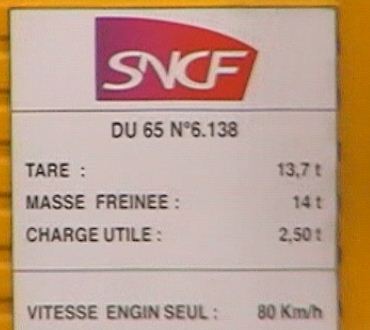 SNCF
DU 65 N°6.138
TARE : 13,7 t
MASSE FREINEE : 14 t
CHARGE UTILE : 2,50 t
VITESSE ENGIN SEUL : 80 Km/h